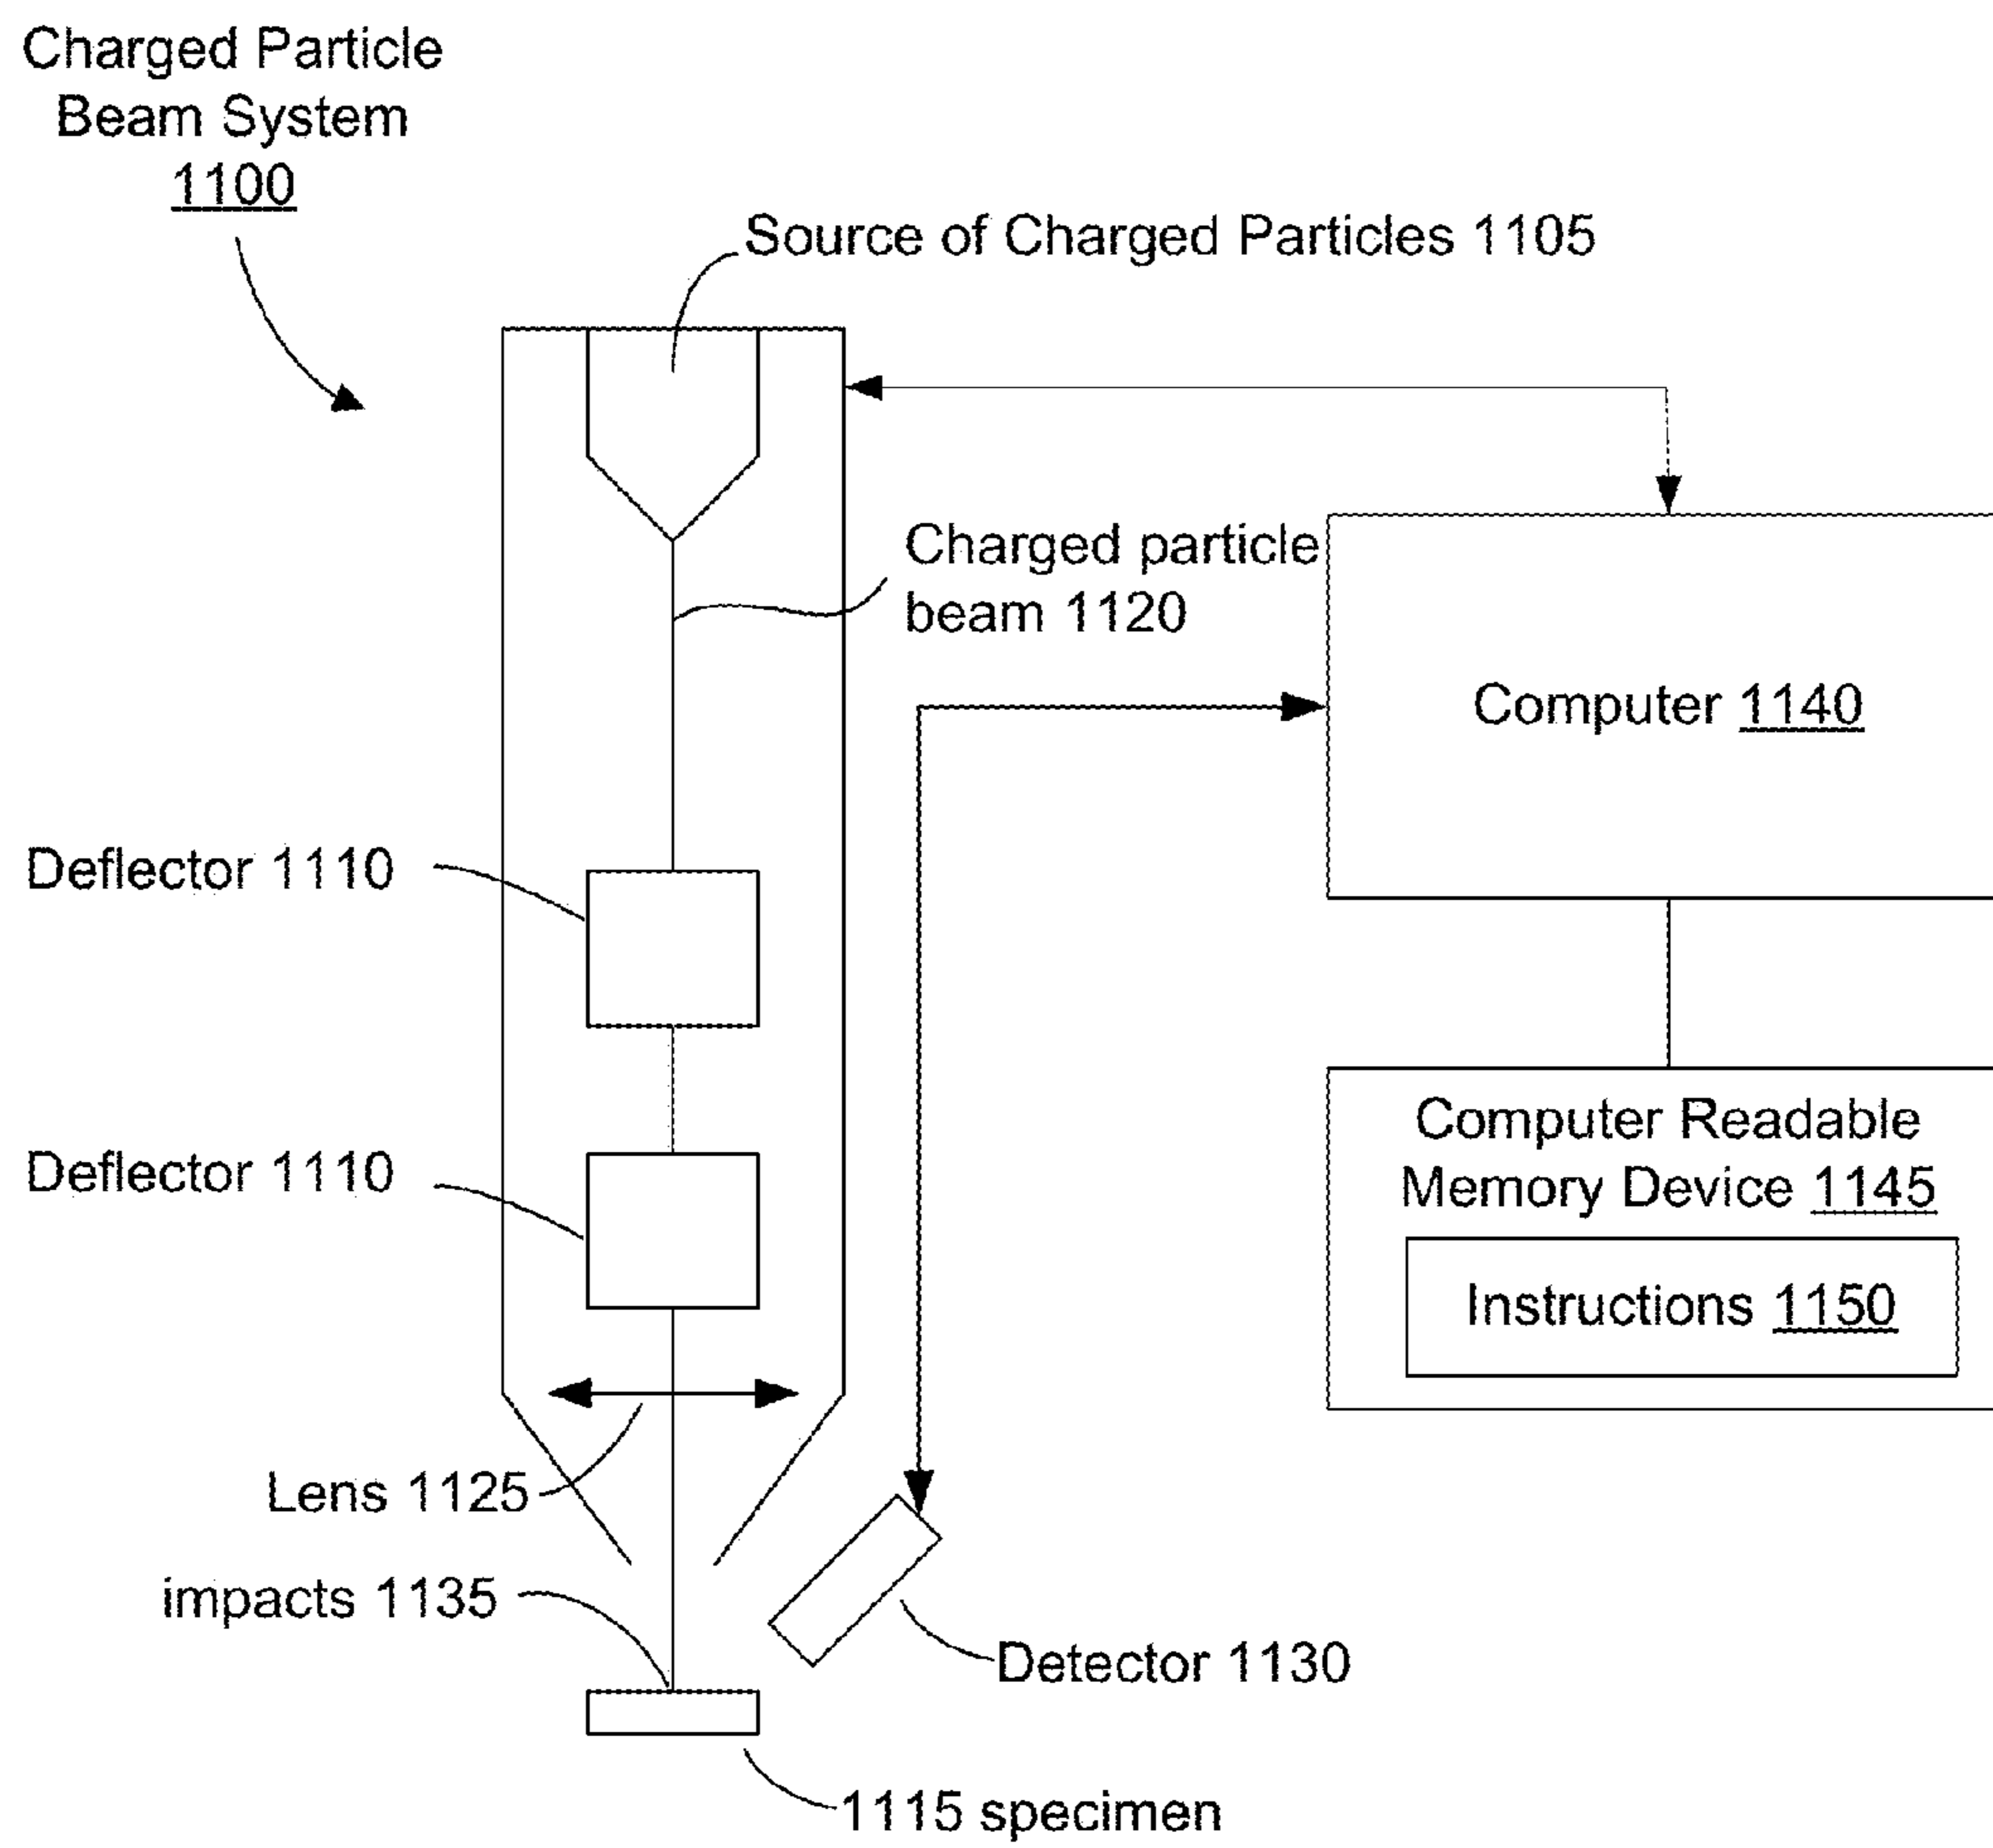 Charged Particle
Beam System
1100
Source of Charged Particles 1105
Charged particle
beam 1120
Computer 1140
Deflector 1110
Computer Readable
Memory Device 1145
Deflector 1110
Instructions 1150
Lens 1125
impacts 1135
Detector 1130
1115 specimen